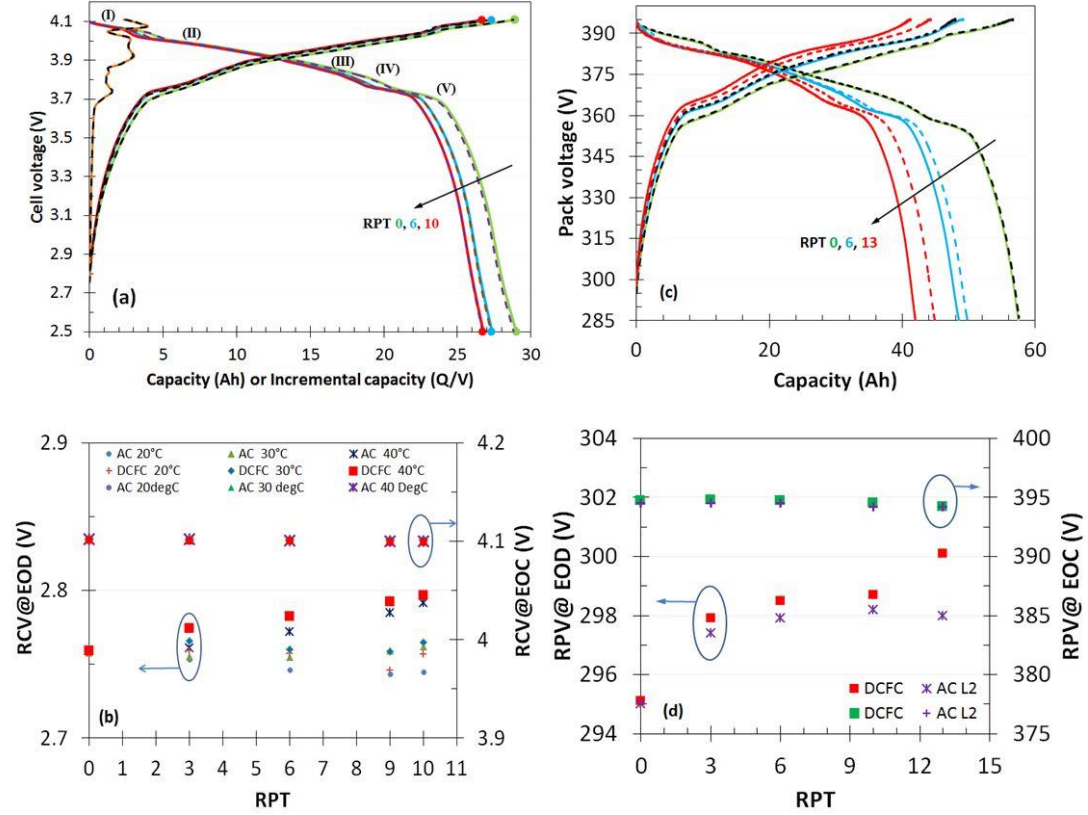 4.1
3.9
3.7
3.5
3.3
3.1
2.9
2.7
2.5
Cell voltage (V)
(I)
(II)
(III)
(IV)
(V)
RPT 0, 6, 10
(a)
0 5 10 15 20 25 30
Capacity (Ah) or Incremental capacity (Q/V)
390
375
360
345
330
315
300
285
Pack voltage (V)
RPT 0, 6, 13
(c)
0 20 40 60
Capacity (Ah)
2.9
2.8
2.7
RCV@EOD (V)
AC 20°C AC 30°C AC 40°C
DCFC 20°C DCFC 30°C DCFC 40°C
AC 20degC AC 30 degC AC 40 DegC
4.2
4.1
4
3.9
RCV@EOC (V)
(b)
0 1 2 3 4 5 6 7 8 9 10 11
RPT
304
302
300
298
296
294
RPV@ EOD (V)
400
395
390
385
380
375
RPV@ EOC (V)
DCFC AC L2
DCFC AC L2
(d)
0 3 6 9 12 15
RPT